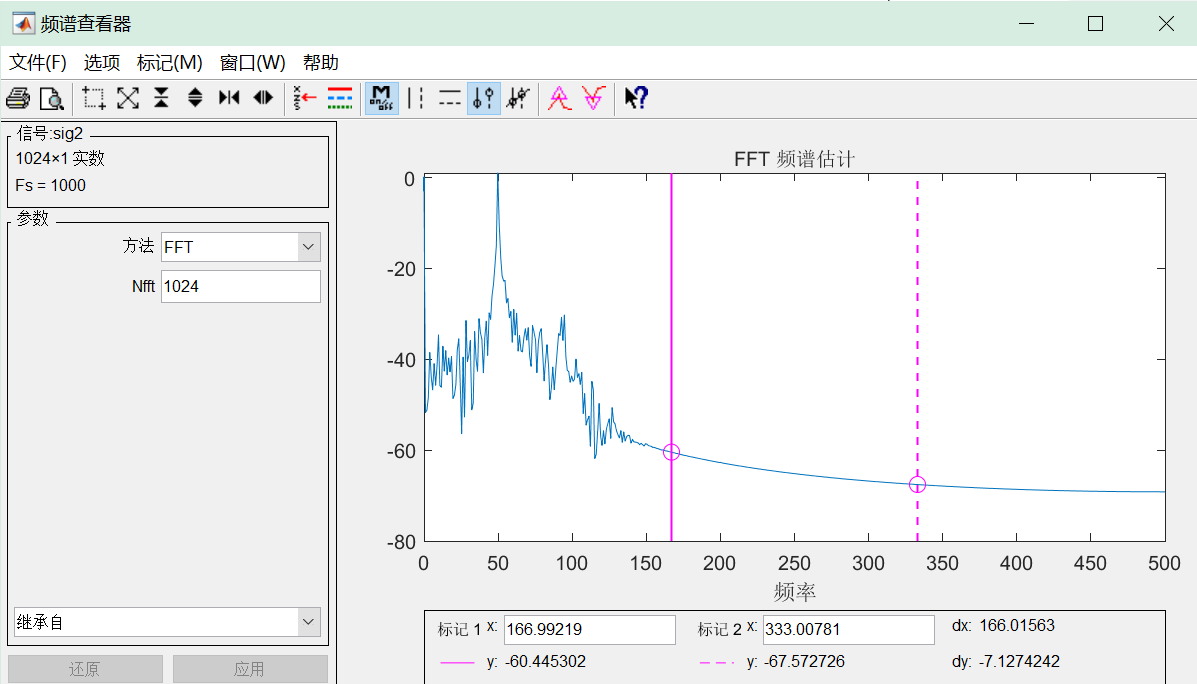 频谱查看器
文件(F) 选项 标记(M) 窗口(W) 帮助
信号:sig2
1024×1 实数
Fs = 1000
参数
方法 FFT
Nfft 1024
继承自
还原 应用
FFT 频谱估计
0
-20
-40
-60
-80
0 50 100 150 200 250 300 350 400 450 500
频率
标记 1 x: 166.99219 标记 2 x: 333.00781 dx: 166.01563
y: -60.445302 y: -67.572726 dy: -7.1274242